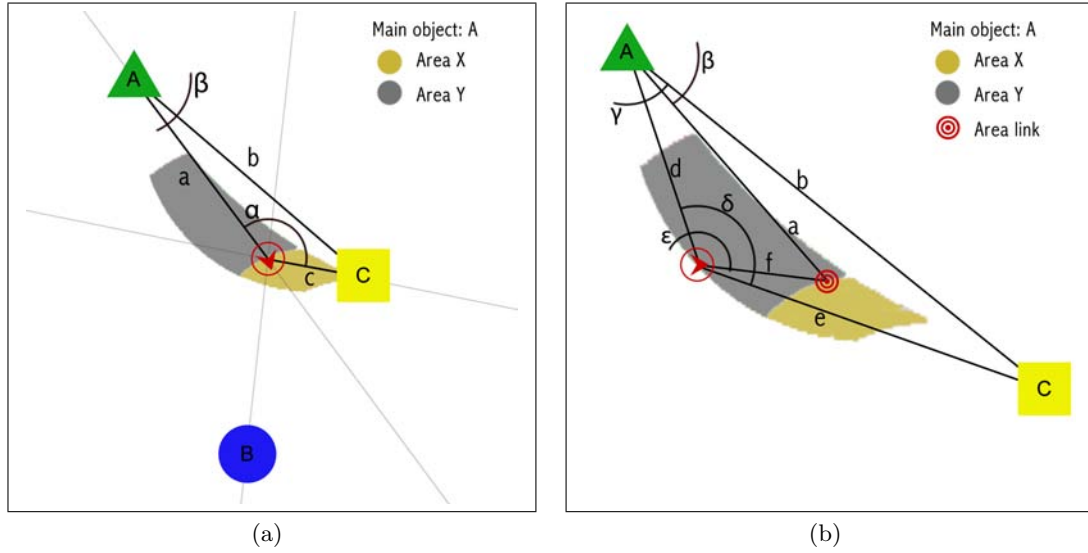 Main object: A
Area X
Area Y
A
β
b
a
α
c
C
B
(a)
Main object: A
Area X
Area Y
Area link
A
β
γ
d
b
a
δ
ε
f
e
C
(b)